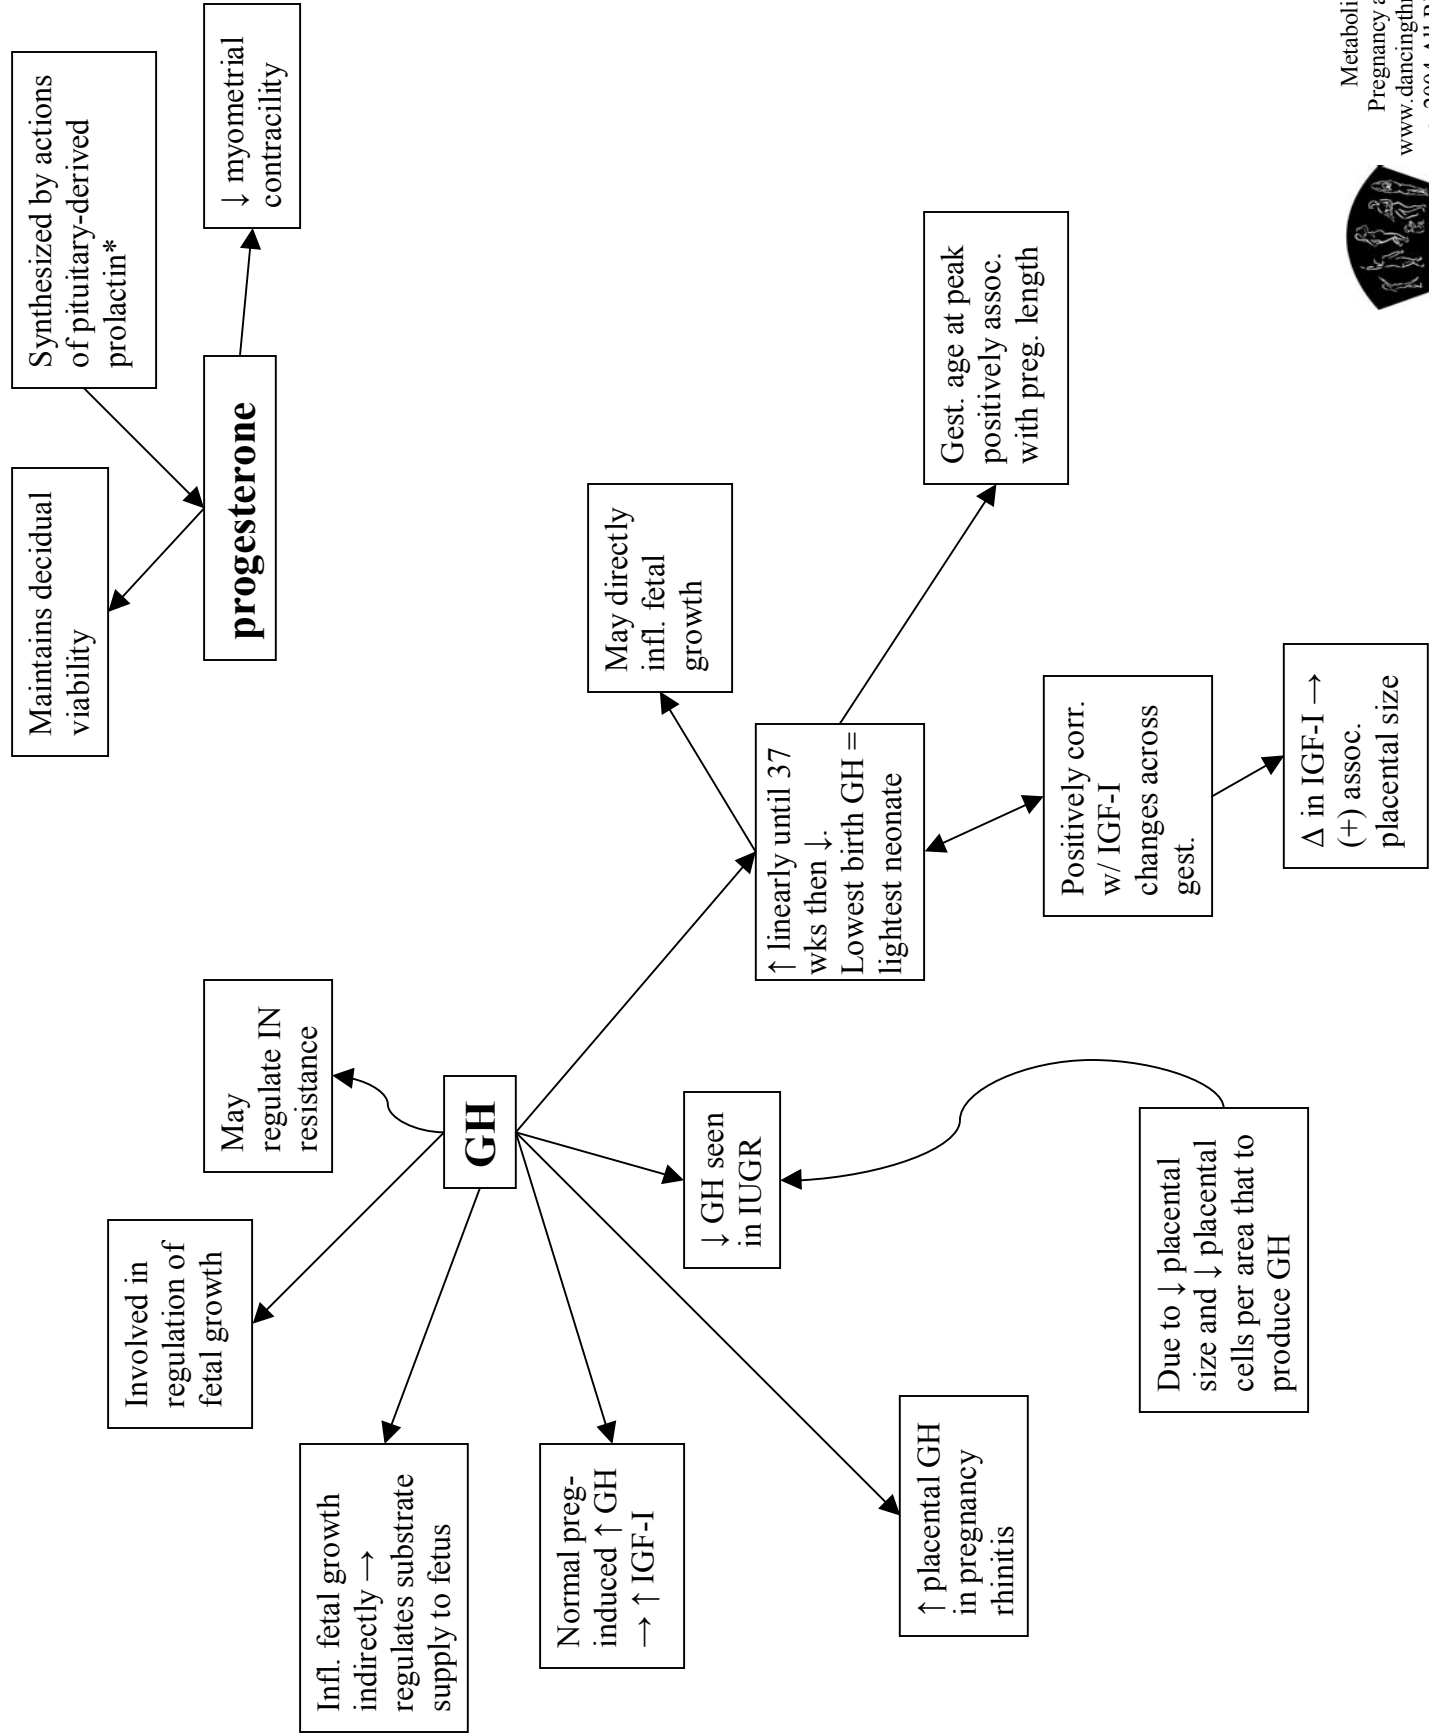 Involved in
regulation of
fetal growth
May
regulate IN
resistance
Maintains decidual
viability
Synthesized by actions
of pituitary-derived
prolactin*
progesterone
↓ myometrial
contracility
Infl. fetal growth
indirectly →
regulates substrate
supply to fetus
GH
Normal preg-
induced ↑ GH
→ ↑ IGF-I
↓ GH seen
in IUGR
May directly
infl. fetal
growth
↑ linearly until 37
wks then ↓.
Lowest birth GH =
lightest neonate
Gest. age at peak
positively assoc.
with preg. length
↑ placental GH
in pregnancy
rhinitis
Positively corr.
w/ IGF-I
changes across
gest.
Due to ↓ placental
size and ↓ placental
cells per area that to
produce GH
Δ in IGF-I →
(+) assoc.
placental size
Metaboli
Pregnancy a
www.dancingthr
2004 All